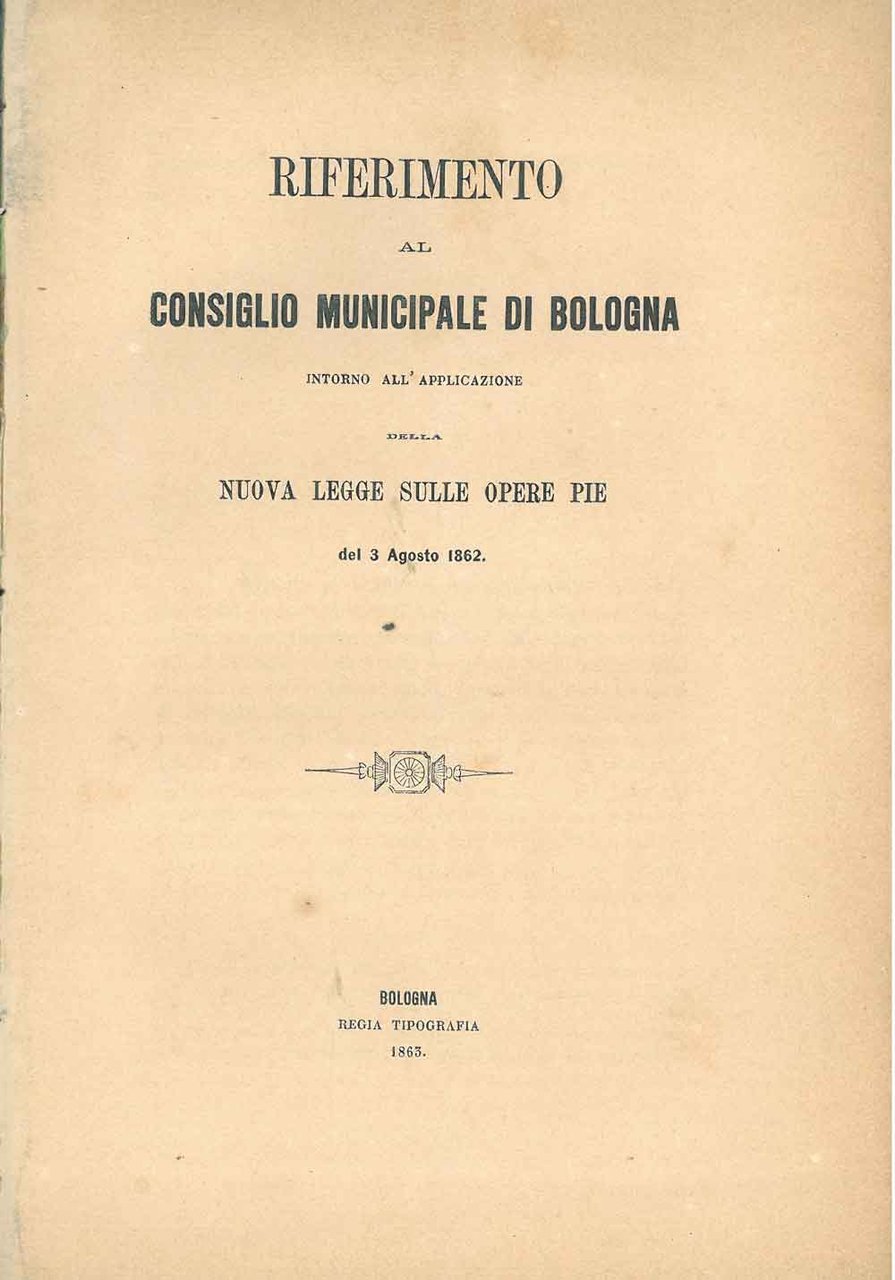 RIFERIMENTO
AL
CONSIGLIO MUNICIPALE DI BOLOGNA
INTORNO ALL' APPLICAZIONE
DELLA
NUOVA LEGGE SULLE OPERE PIE
del 3 Agosto 1862.
BOLOGNA
REGIA TIPOGRAFIA
1863.